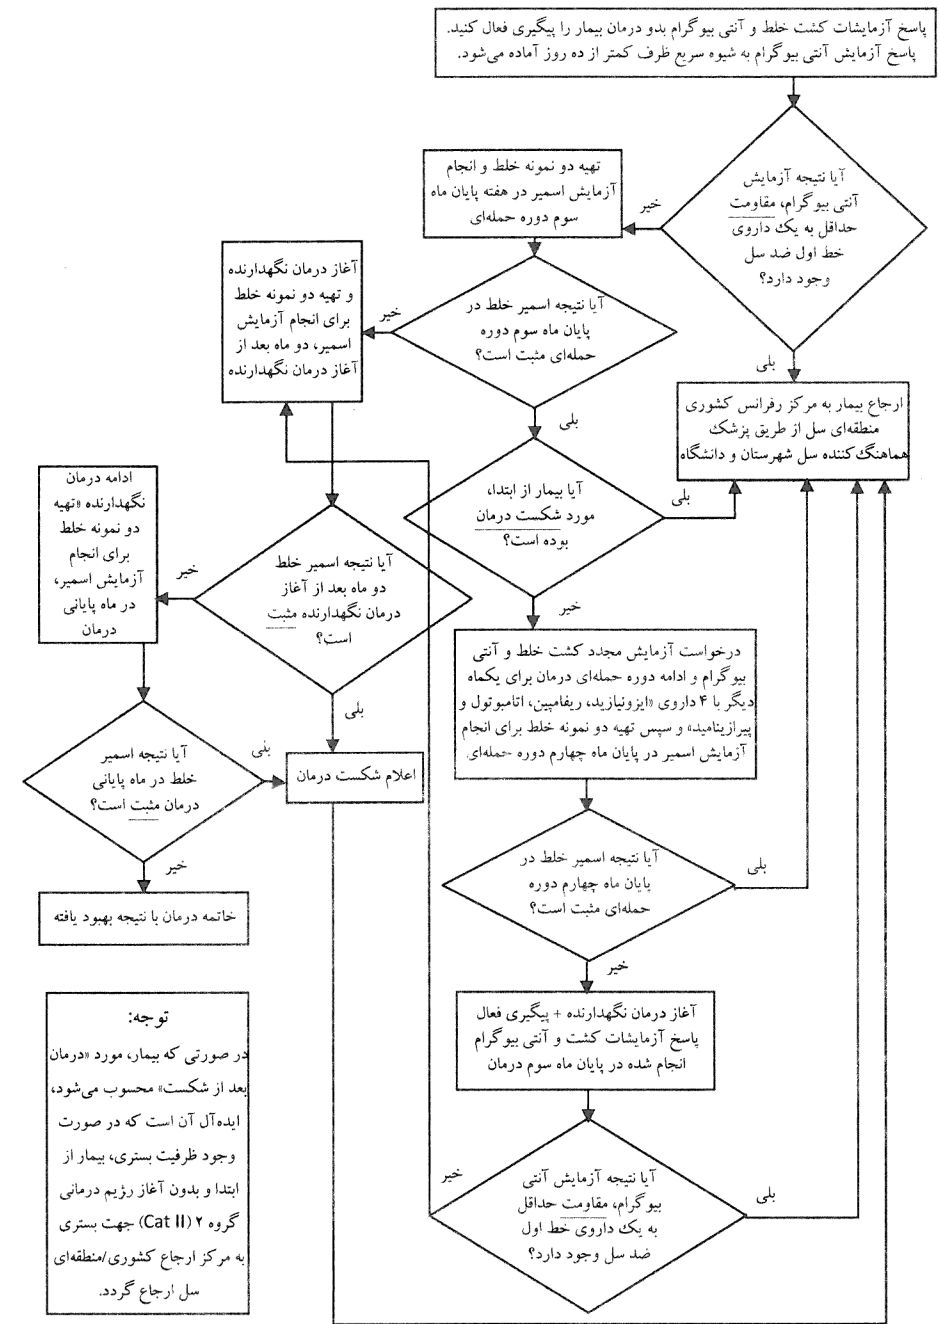 پاسخ آزمایشات کشت خلط و آنتی بیوگرام بدو درمان بیمار را پیگیری فعال کنید.
پاسخ آزمایش آنتی بیوگرام به شیوه سریع ظرف کمتر از ده روز آماده می‌شود.
آیا نتیجه آزمایش
آنتی بیوگرام، مقاومت
حداقل به یک داروی
خط اول ضد سل
وجود دارد؟
خیر
بلی
تهیه دو نمونه خلط و انجام
آزمایش اسمیر در هفته پایان ماه
سوم دوره حمله‌ای
آیا نتیجه اسمیر خلط در
پایان ماه سوم دوره
حمله‌ای مثبت است؟
خیر
بلی
آغاز درمان نگهدارنده
و تهیه دو نمونه خلط
برای انجام آزمایش
اسمیر، دو ماه بعد از
آغاز درمان نگهدارنده
ارجاع بیمار به مرکز رفرانس کشوری
منطقه‌ای سل از طریق پزشک
هماهنگ‌کننده سل شهرستان و دانشگاه
آیا بیمار از ابتدا،
مورد شکست درمان
بوده است؟
بلی
خیر
ادامه درمان
نگهدارنده «تهیه
دو نمونه خلط
برای انجام
آزمایش اسمیر،
در ماه پایانی
درمان
آیا نتیجه اسمیر خلط
دو ماه بعد از آغاز
درمان نگهدارنده مثبت
است؟
خیر
بلی
درخواست آزمایش مجدد کشت خلط و آنتی
بیوگرام و ادامه دوره حمله‌ای درمان برای یکماه
دیگر با ۴ داروی «ایزونیازید، ریفامپین، اتامبوتول و
پیرازینامید» و سپس تهیه دو نمونه خلط برای انجام
آزمایش اسمیر در پایان ماه چهارم دوره حمله‌ای
آیا نتیجه اسمیر
خلط در ماه پایانی
درمان مثبت است؟
بلی
خیر
اعلام شکست درمان
آیا نتیجه اسمیر خلط در
پایان ماه چهارم دوره
حمله‌ای مثبت است؟
بلی
خیر
خاتمه درمان با نتیجه بهبود یافته
آغاز درمان نگهدارنده + پیگیری فعال
پاسخ آزمایشات کشت و آنتی بیوگرام
انجام شده در پایان ماه سوم درمان
آیا نتیجه آزمایش آنتی
بیوگرام، مقاومت حداقل
به یک داروی خط اول
ضد سل وجود دارد؟
خیر
بلی
توجه:
در صورتی که بیمار، مورد «درمان
بعد از شکست» محسوب می‌شود،
ایده‌آل آن است که در صورت
وجود ظرفیت بستری، بیمار از
ابتدا و بدون آغاز رژیم درمانی
گروه ۲ (Cat II) جهت بستری
به مرکز ارجاع کشوری/منطقه‌ای
سل ارجاع گردد.